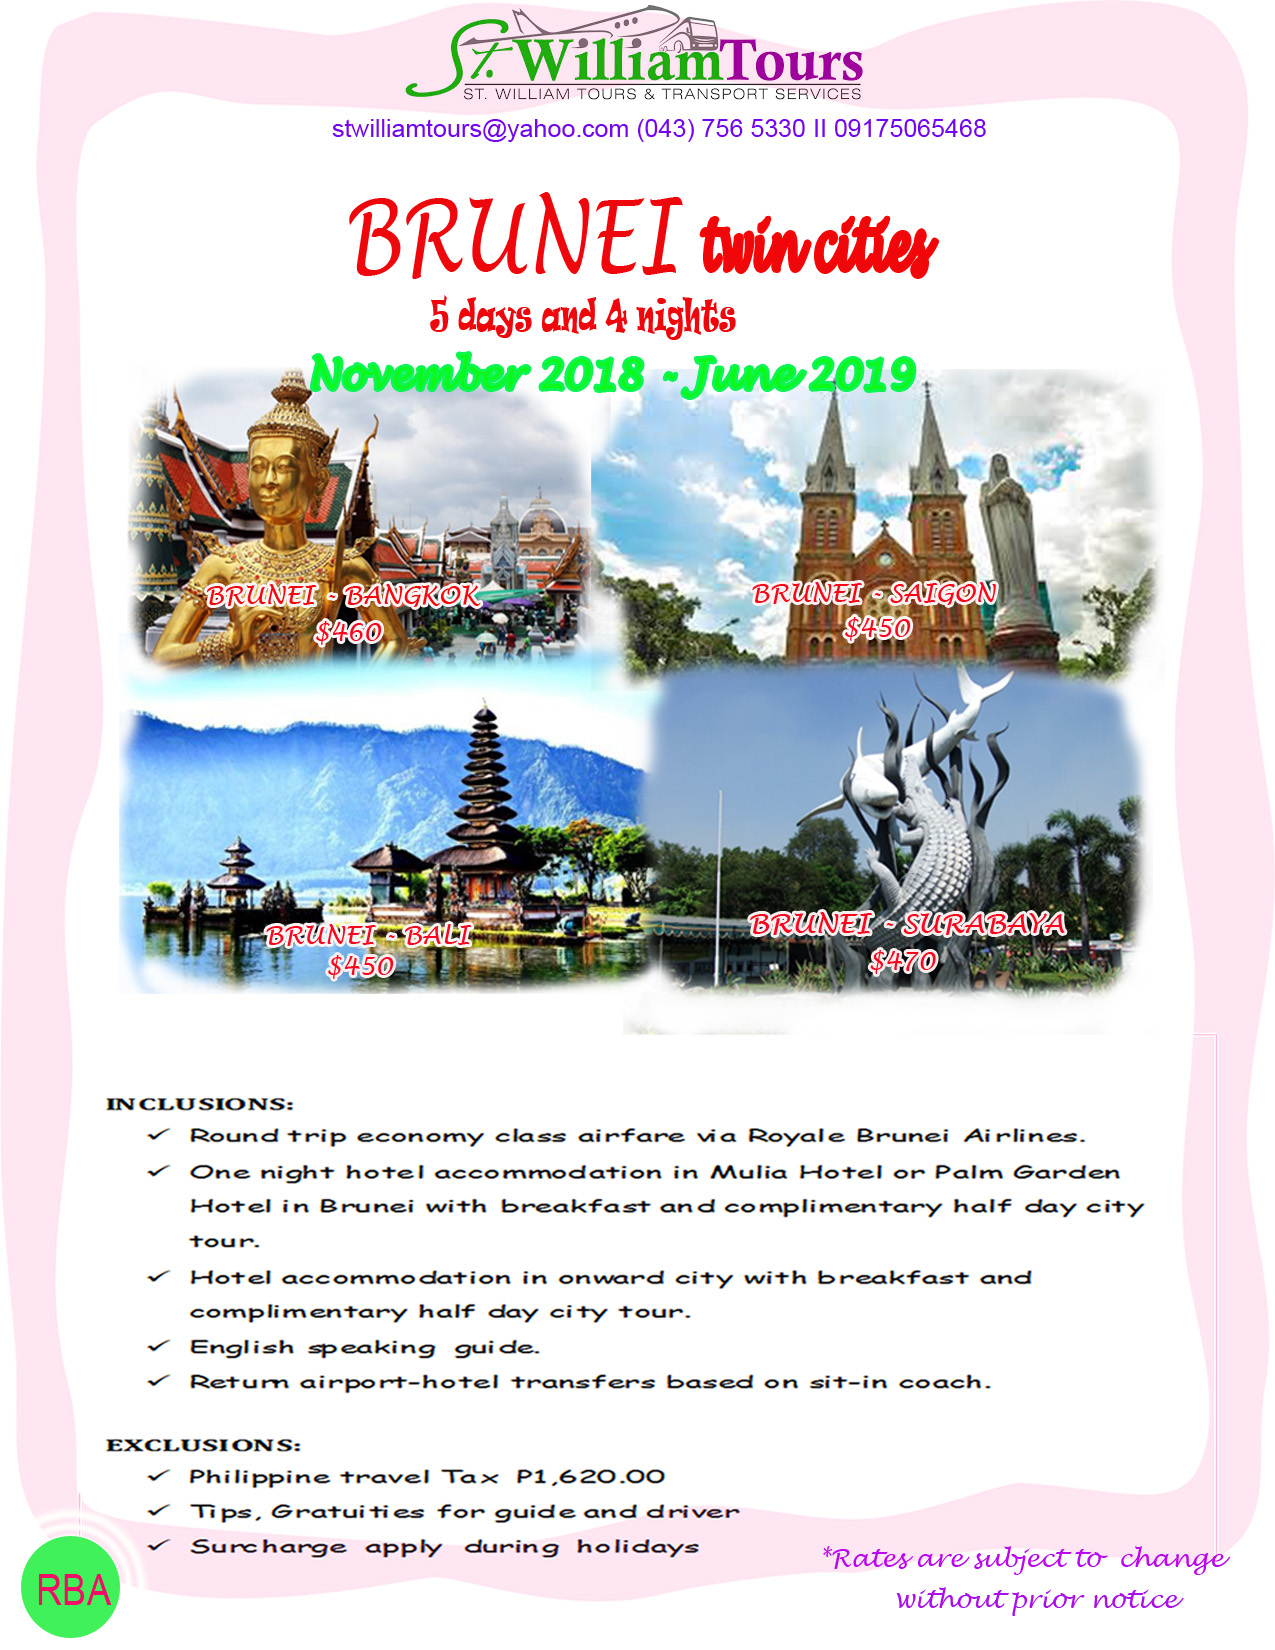 St. William Tours
ST. WILLIAM TOURS & TRANSPORT SERVICES
stwilliamtours@yahoo.com (043) 756 5330 II 09175065468
BRUNEI twin cities
5 days and 4 nights
November 2018 - June 2019
BRUNEI - BANGKOK
$460
BRUNEI - SAIGON
$450
BRUNEI - BALI
$450
BRUNEI - SURABAYA
$470
INCLUSIONS:
✓ Round trip economy class airfare via Royale Brunei Airlines.
✓ One night hotel accommodation in Mulia Hotel or Palm Garden
Hotel in Brunei with breakfast and complimentary half day city
tour.
✓ Hotel accommodation in onward city with breakfast and
complimentary half day city tour.
✓ English speaking guide.
✓ Return airport-hotel transfers based on sit-in coach.
EXCLUSIONS:
✓ Philippine travel Tax P1,620.00
✓ Tips, Gratuities for guide and driver
✓ Surcharge apply during holidays
*Rates are subject to change
without prior notice
RBA